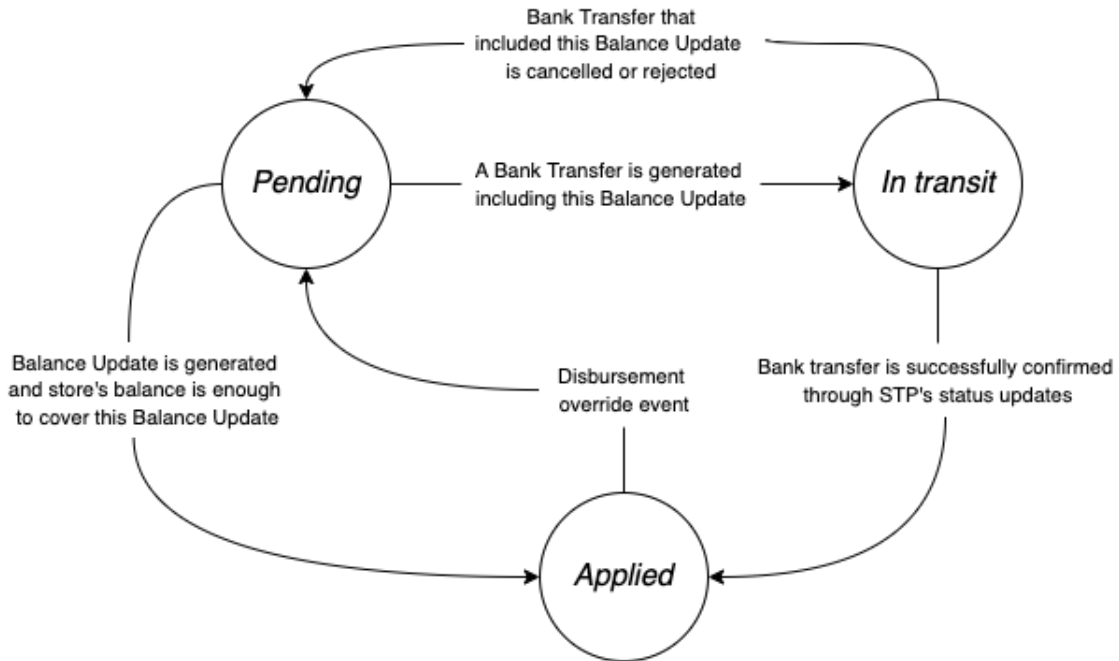 Bank Transfer that
included this Balance Update
is cancelled or rejected
Pending
A Bank Transfer is generated
including this Balance Update
In transit
Balance Update is generated
and store's balance is enough
to cover this Balance Update
Disbursement
override event
Bank transfer is successfully confirmed
through STP's status updates
Applied